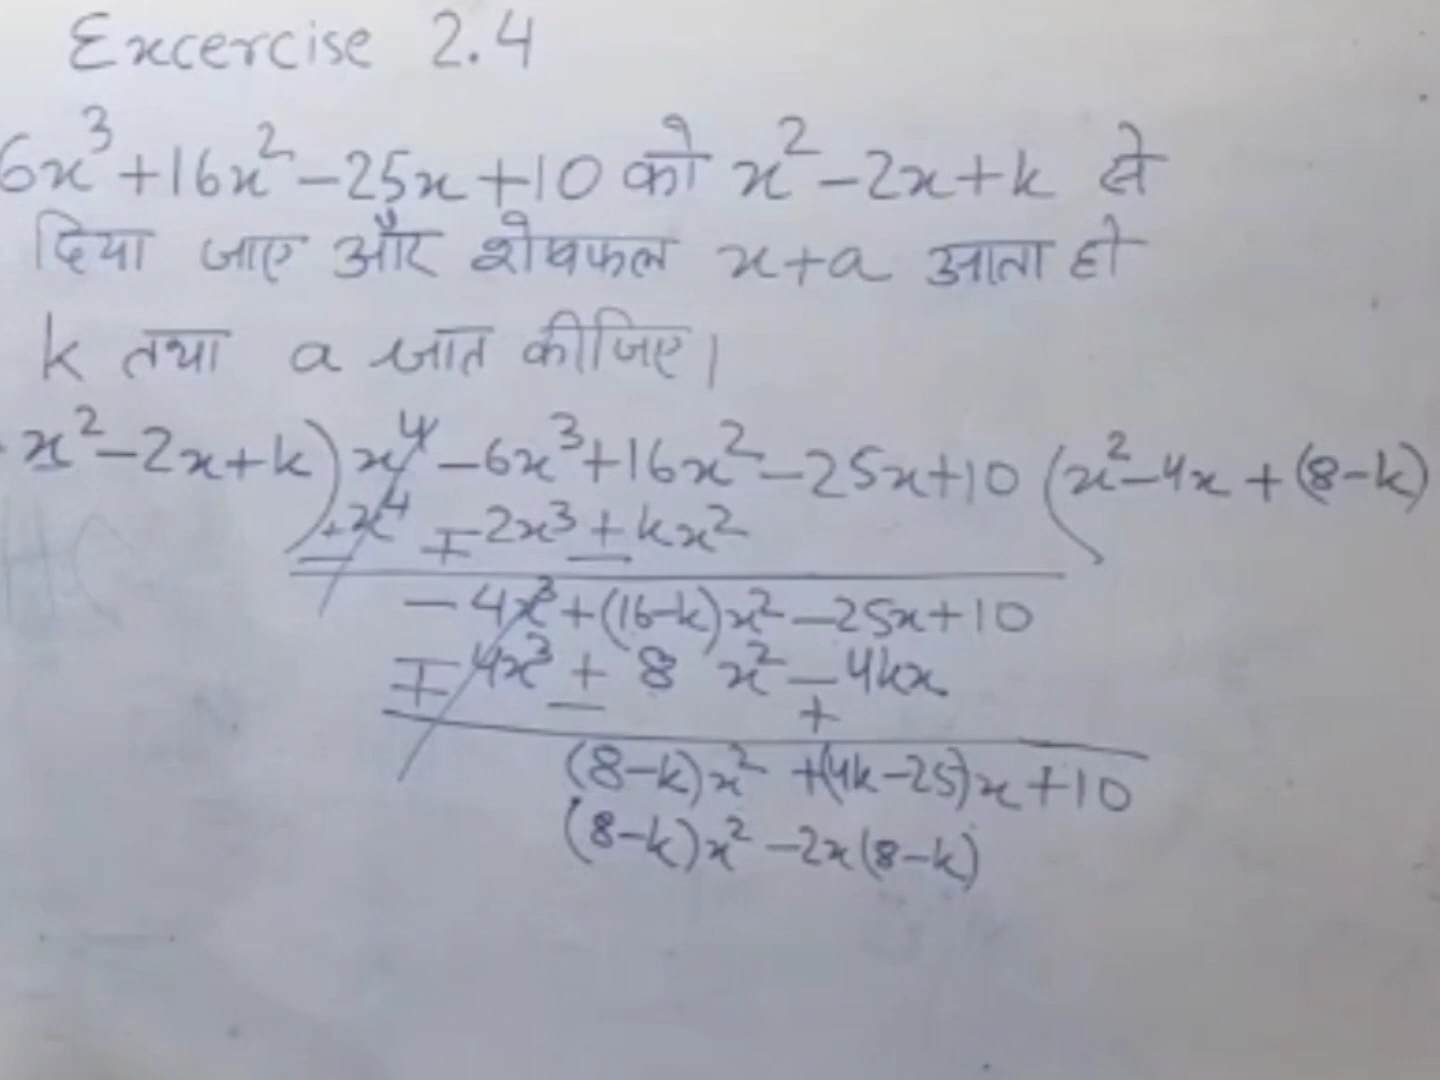 Excercise 2.4
6x³+16x²-25x+10 को x²-2x+k से
दिया जाए और शेषफल x+a आता हो
k तथा a ज्ञात कीजिए।
x²-2x+k)x⁴-6x³+16x²-25x+10(x²-4x+(8-k)
+x⁴ ∓2x³+kx²
-4x³+(16-k)x²-25x+10
∓4x³+8x²-4kx
(8-k)x²+(4k-25)x+10
(8-k)x²-2x(8-k)